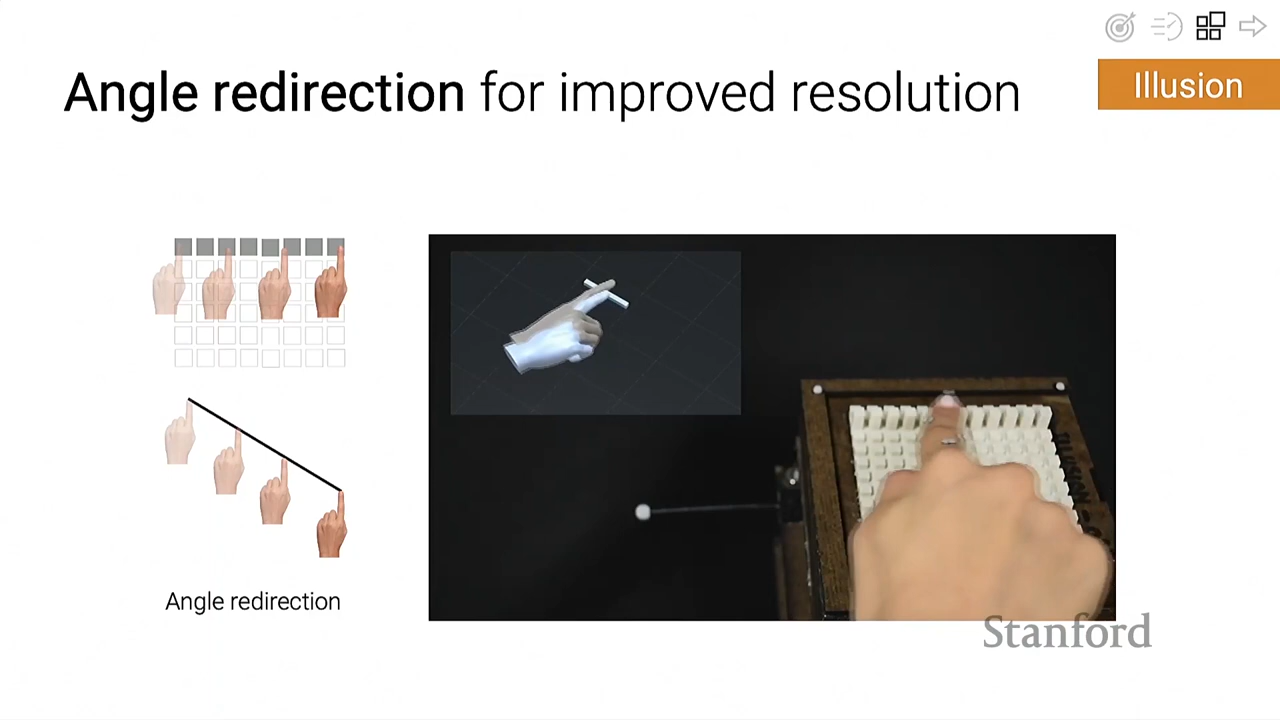 Angle redirection for improved resolution
Illusion
Angle redirection
Stanford